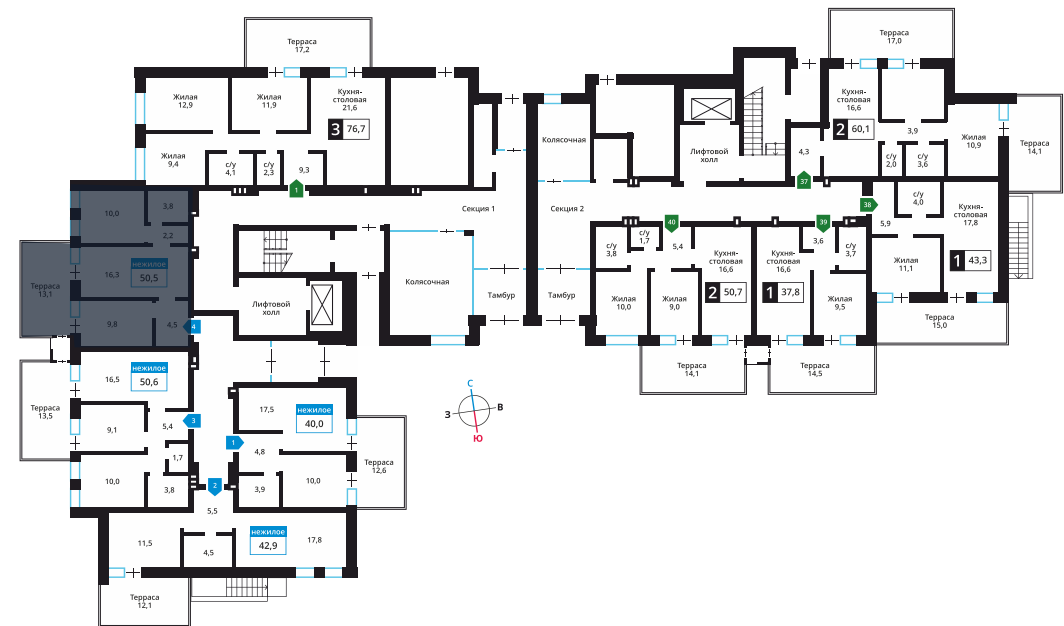 Терраса
17,2
Жилая
12,9
Жилая
11,9
Кухня-
столовая
21,6
3 76,7
Жилая
9,4
с/у
4,1
с/у
2,3
9,3
1
Секция 1
10,0
3,8
2,2
16,3
нежилое
50,5
Терраса
13,1
9,8
4,5
4
Лифтовой
холл
Колясочная
Тамбур
16,5
нежилое
50,6
Терраса
13,5
9,1
5,4
3
1,7
10,0
3,8
17,5
нежилое
40,0
1
4,8
3,9
10,0
Терраса
12,6
2
5,5
11,5
4,5
нежилое
42,9
17,8
Терраса
12,1
С
З
В
Ю
Терраса
17,0
Кухня-
столовая
16,6
2 60,1
3,9
Жилая
10,9
Терраса
14,1
с/у
2,0
с/у
3,6
4,3
37
Колясочная
Лифтовой
холл
Секция 2
38
5,9
с/у
4,0
Кухня-
столовая
17,8
1 43,3
Жилая
11,1
Терраса
15,0
40
39
с/у
3,8
с/у
1,7
5,4
Кухня-
столовая
16,6
2 50,7
Жилая
10,0
Жилая
9,0
Тамбур
Терраса
14,1
Кухня-
столовая
16,6
1 37,8
3,6
с/у
3,7
Жилая
9,5
Терраса
14,5